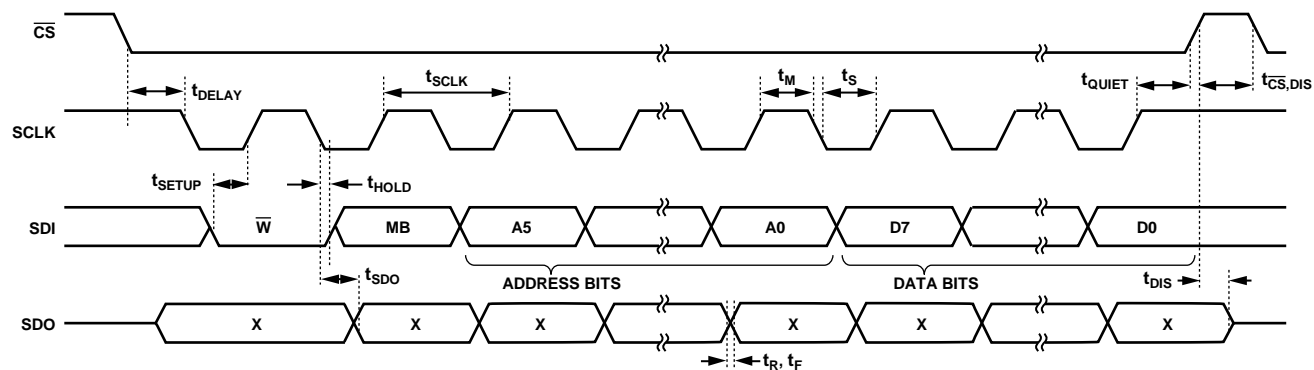 CS
tDELAY
tSCLK
tM
tS
tQUIET
tCS,DIS
SCLK
tSETUP
tHOLD
SDI
W
MB
A5
A0
D7
D0
tSDO
ADDRESS BITS
DATA BITS
tDIS
SDO
X
X
X
X
X
X
tR, tF